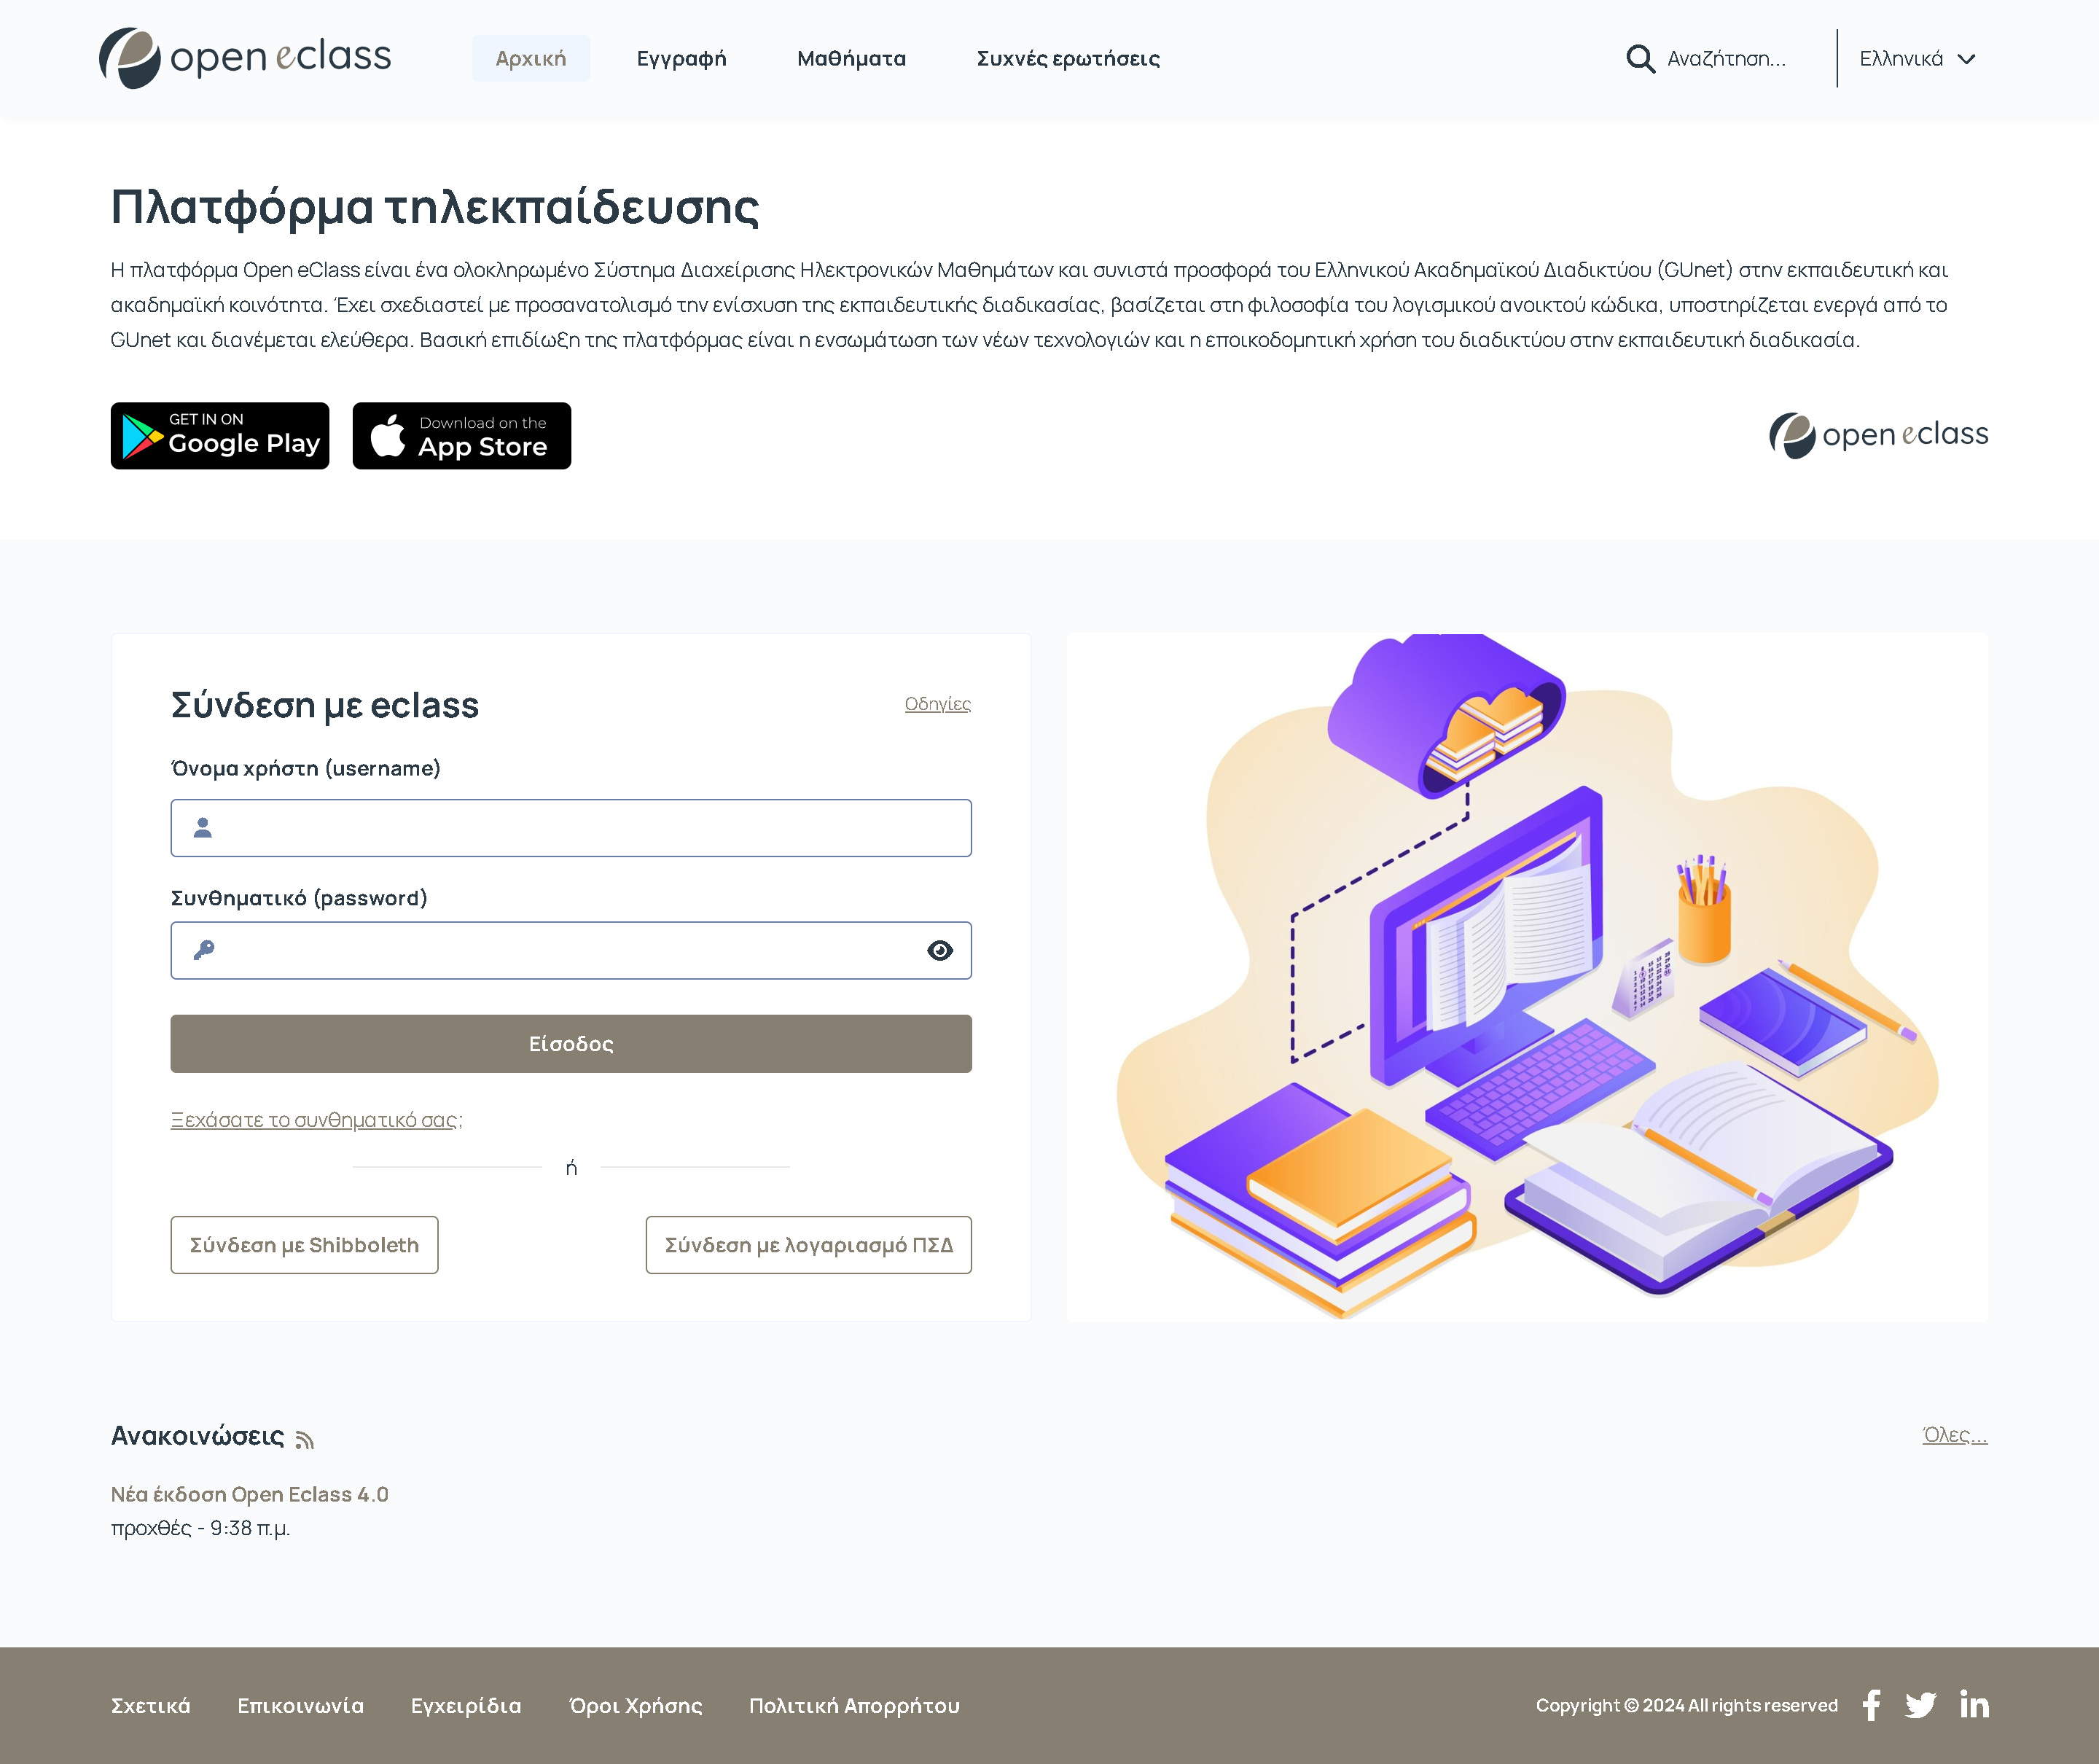 open eclass
Αρχική
Εγγραφή
Μαθήματα
Συχνές ερωτήσεις
Αναζήτηση...
Ελληνικά
Πλατφόρμα τηλεκπαίδευσης
Η πλατφόρμα Open eClass είναι ένα ολοκληρωμένο Σύστημα Διαχείρισης Ηλεκτρονικών Μαθημάτων και συνιστά προσφορά του Ελληνικού Ακαδημαϊκού Διαδικτύου (GUnet) στην εκπαιδευτική και
ακαδημαϊκή κοινότητα. Έχει σχεδιαστεί με προσανατολισμό την ενίσχυση της εκπαιδευτικής διαδικασίας, βασίζεται στη φιλοσοφία του λογισμικού ανοικτού κώδικα, υποστηρίζεται ενεργά από το
GUnet και διανέμεται ελεύθερα. Βασική επιδίωξη της πλατφόρμας είναι η ενσωμάτωση των νέων τεχνολογιών και η εποικοδομητική χρήση του διαδικτύου στην εκπαιδευτική διαδικασία.
GET IN ON
Google Play
Download on the
App Store
open eclass
Σύνδεση με eclass
Οδηγίες
Όνομα χρήστη (username)
Συνθηματικό (password)
Είσοδος
Ξεχάσατε το συνθηματικό σας;
ή
Σύνδεση με Shibboleth
Σύνδεση με λογαριασμό ΠΣΔ
Ανακοινώσεις
Όλες...
Νέα έκδοση Open Eclass 4.0
προχθές - 9:38 π.μ.
Σχετικά
Επικοινωνία
Εγχειρίδια
Όροι Χρήσης
Πολιτική Απορρήτου
Copyright © 2024 All rights reserved